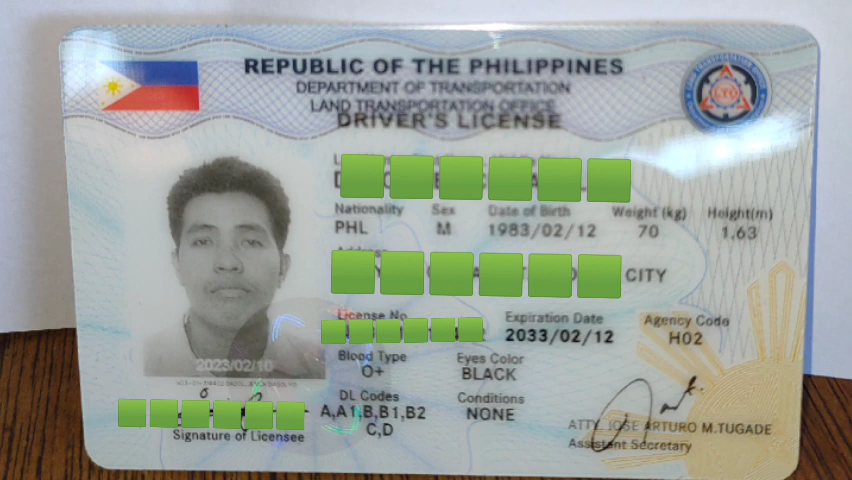 REPUBLIC OF THE PHILIPPINES
DEPARTMENT OF TRANSPORTATION
LAND TRANSPORTATION OFFICE
DRIVER'S LICENSE
Nationality Sex Date of Birth Weight (kg) Height(m)
PHL M 1983/02/12 70 1.63
Address
CITY
License No. Expiration Date Agency Code
2033/02/12 H02
Blood Type Eyes Color
O+ BLACK
2023/02/10
DL Codes Conditions
A,A1,B,B1,B2 NONE
C,D
Signature of Licensee
ATTY. JOSE ARTURO M.TUGADE
Assistant Secretary
LTO